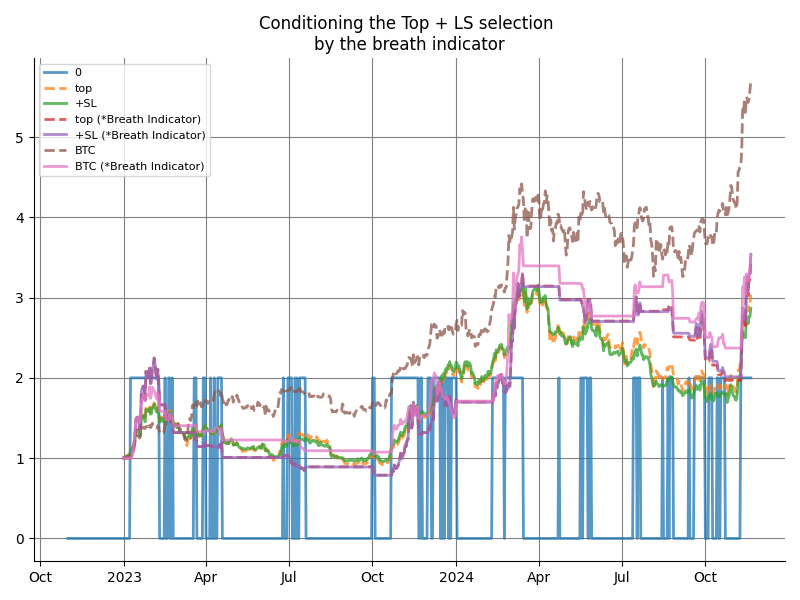 Conditioning the Top + LS selection
by the breath indicator
0
top
+SL
top (*Breath Indicator)
+SL (*Breath Indicator)
BTC
BTC (*Breath Indicator)
5
4
3
2
1
0
Oct
2023
Apr
Jul
Oct
2024
Apr
Jul
Oct